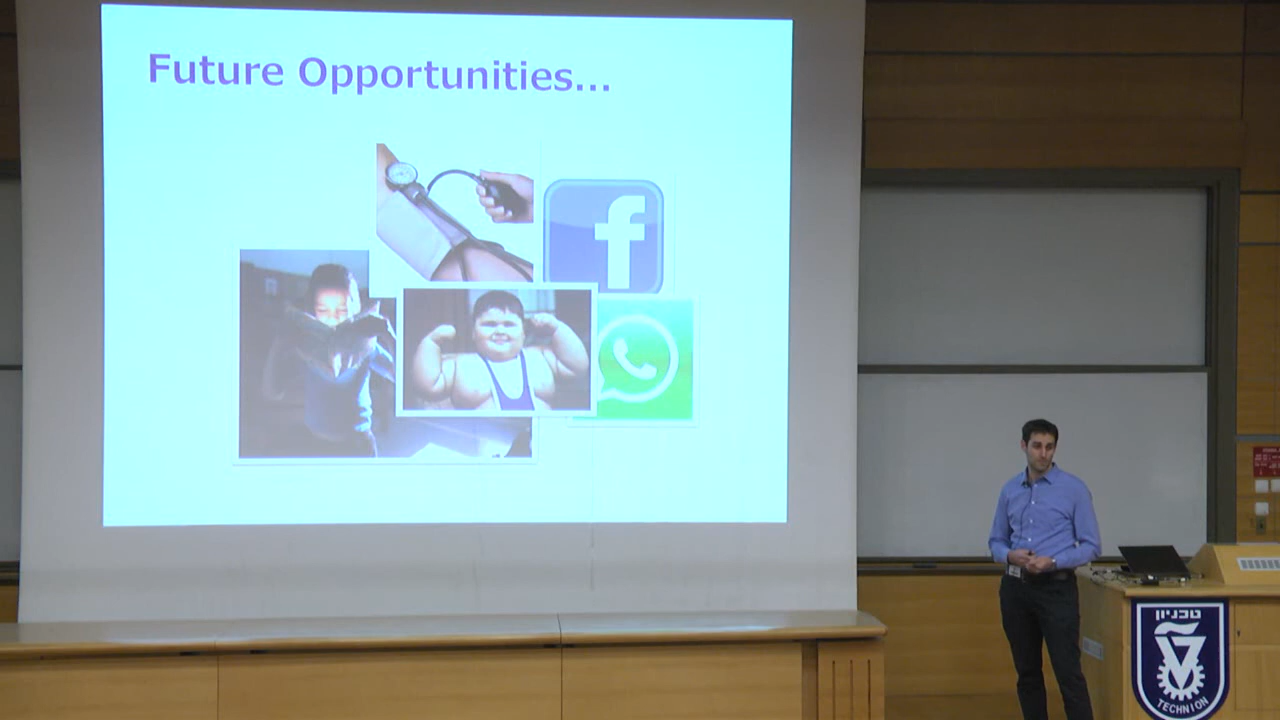 Future Opportunities...
f
טכניון
TECHNION